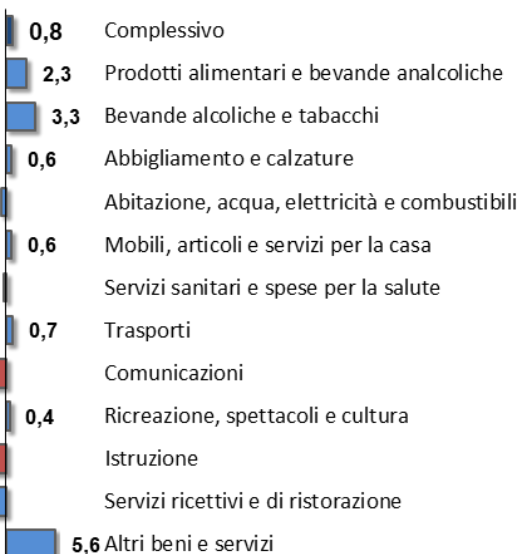 0,8 Complessivo
2,3 Prodotti alimentari e bevande analcoliche
3,3 Bevande alcoliche e tabacchi
0,6 Abbigliamento e calzature
Abitazione, acqua, elettricità e combustibili
0,6 Mobili, articoli e servizi per la casa
Servizi sanitari e spese per la salute
0,7 Trasporti
Comunicazioni
0,4 Ricreazione, spettacoli e cultura
Istruzione
Servizi ricettivi e di ristorazione
5,6 Altri beni e servizi